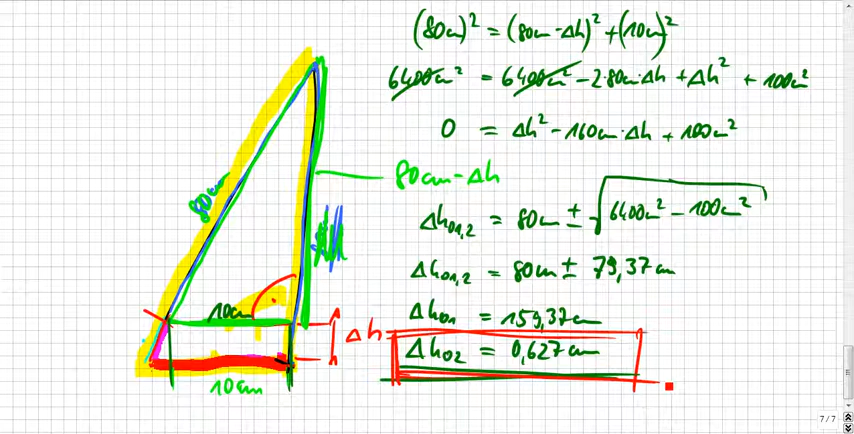 (80cm)² = (80cm - Δh)² + (10cm)²
6400cm² = 6400cm² - 2·80cm·Δh + Δh² + 100cm²
0 = Δh² - 160cm·Δh + 100cm²
80cm
80cm - Δh
Δh01,2 = 80cm ± √6400cm² - 100cm²
Δh01,2 = 80cm ± 79,37cm
10cm
Δh01 = 159,37cm
Δh
Δh02 = 0,627cm
10cm
7 / 7